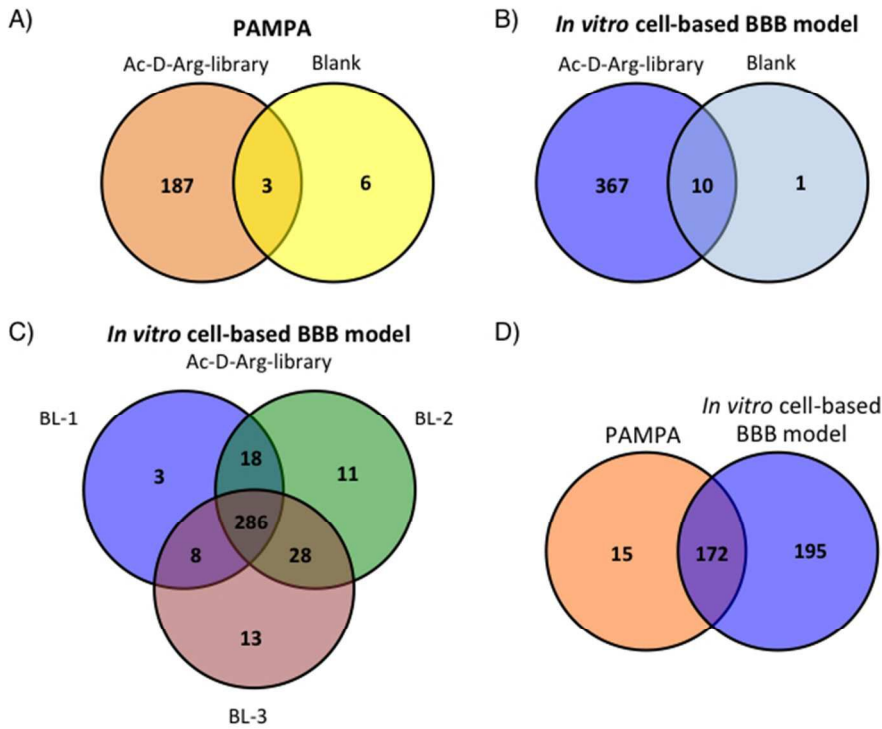 A)
PAMPA
Ac-D-Arg-library
Blank
187
3
6
B)
In vitro cell-based BBB model
Ac-D-Arg-library
Blank
367
10
1
C)
In vitro cell-based BBB model
Ac-D-Arg-library
BL-1
BL-2
3
18
11
286
8
28
13
BL-3
D)
PAMPA
In vitro cell-based
BBB model
15
172
195